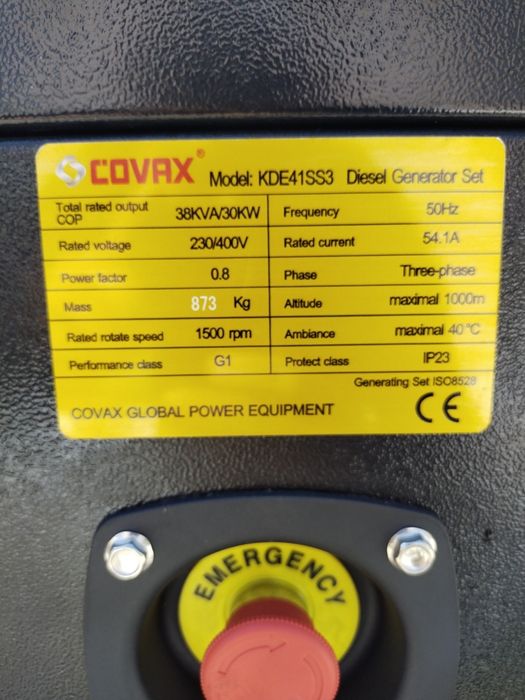 COVAX® Model: KDE41SS3 Diesel Generator Set
Total rated output COP 38KVA/30KW Frequency 50Hz
Rated voltage 230/400V Rated current 54.1A
Power factor 0.8 Phase Three-phase
Mass 873 Kg Altitude maximal 1000m
Rated rotate speed 1500 rpm Ambiance maximal 40°C
Performance class G1 Protect class IP23
Generating Set ISO8528
COVAX GLOBAL POWER EQUIPMENT CE
EMERGENCY